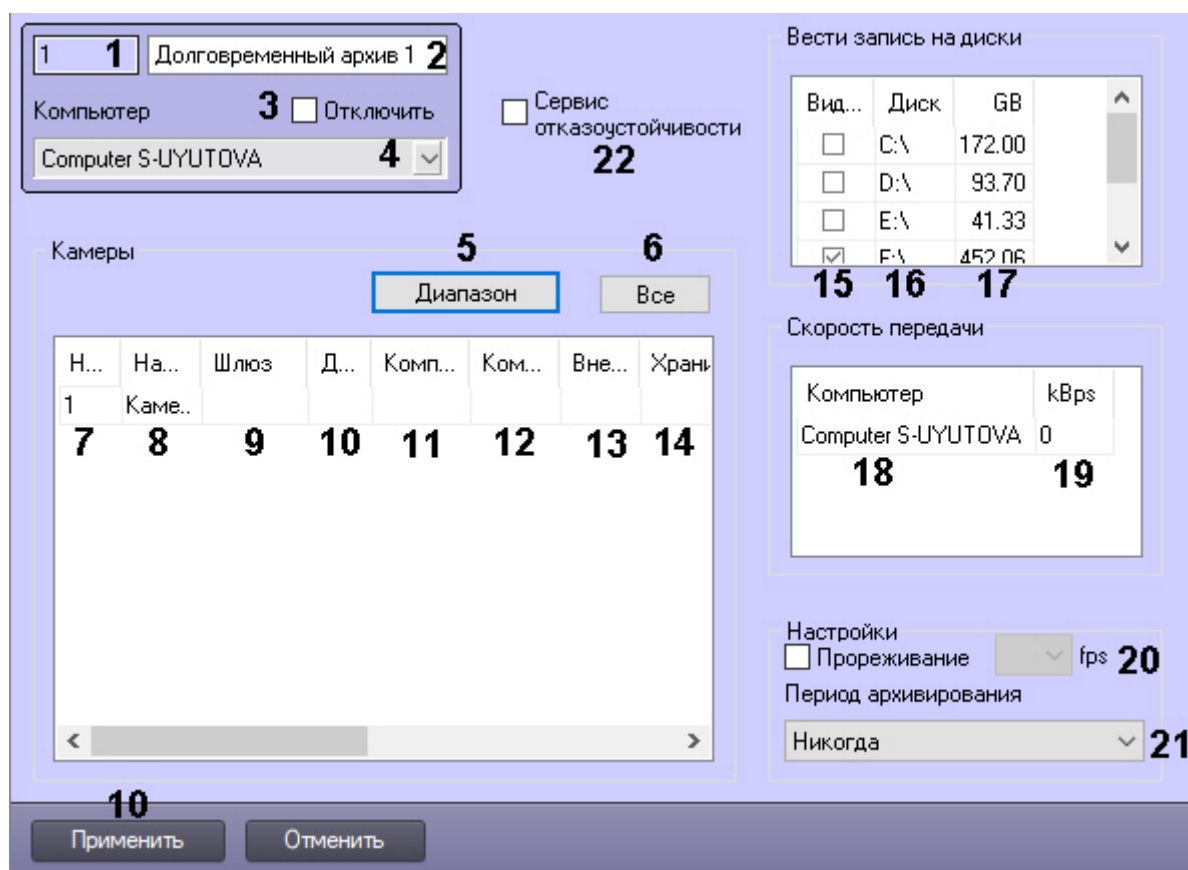 1 1 Долговременный архив 1 2
Компьютер 3 Отключить
Computer S-UYUTOVA 4
Сервис
отказоустойчивости
22
Вести запись на диски
Вид... Диск GB
C:\ 172.00
D:\ 93.70
E:\ 41.33
F:\ 452.06
15 16 17
Камеры 5 6
Диапазон Все
Н... На... Шлюз Д... Комп... Ком... Вне... Храни
1 Каме..
7 8 9 10 11 12 13 14
Скорость передачи
Компьютер kBps
Computer S-UYUTOVA 0
18 19
Настройки
Прореживание fps 20
Период архивирования
Никогда 21
10
Применить Отменить